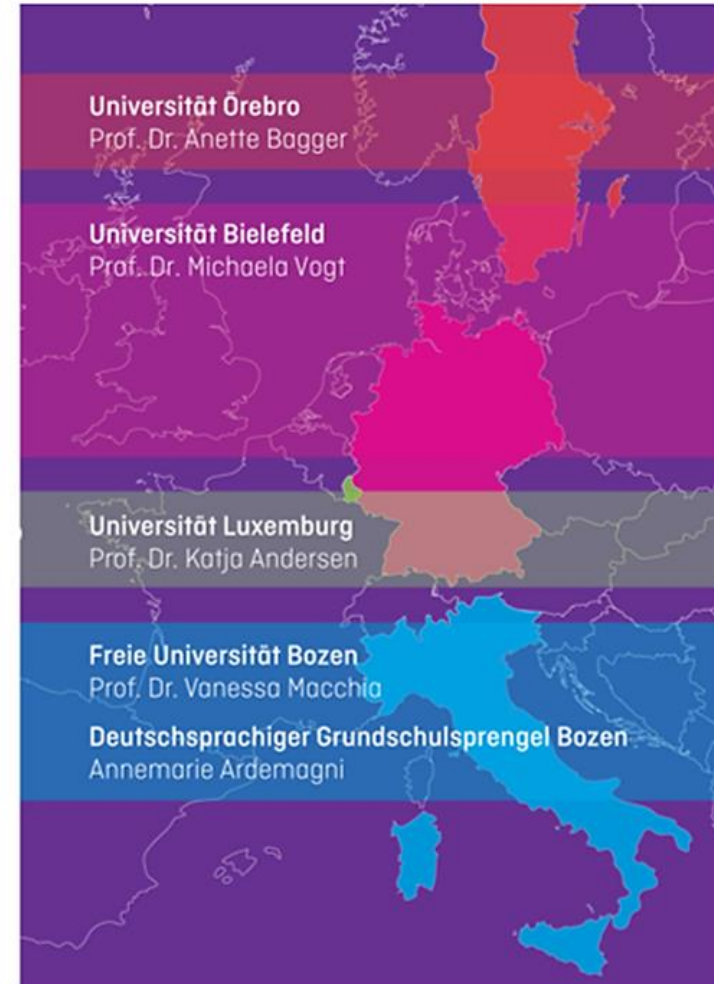 Universität Örebro
Prof. Dr. Anette Bagger
Universität Bielefeld
Prof. Dr. Michaela Vogt
Universität Luxemburg
Prof. Dr. Katja Andersen
Freie Universität Bozen
Prof. Dr. Vanessa Macchia
Deutschsprachiger Grundschulsprengel Bozen
Annemarie Ardemagni